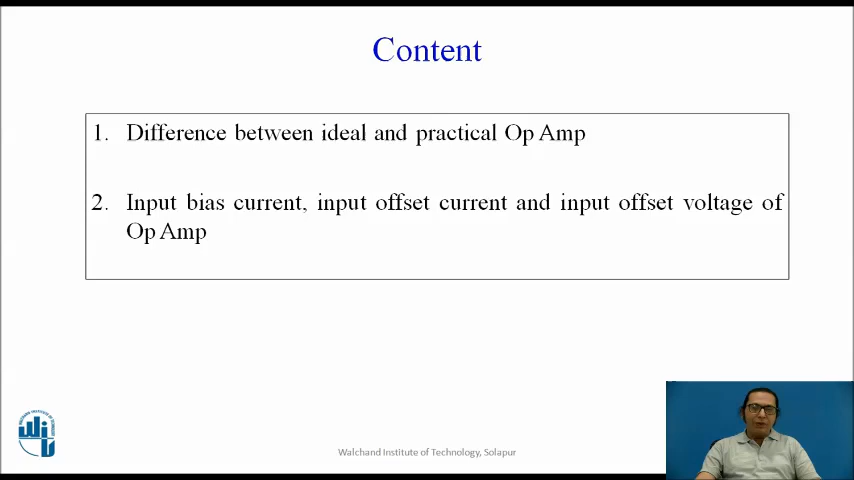 Content
1. Difference between ideal and practical Op Amp
2. Input bias current, input offset current and input offset voltage of
Op Amp
Walchand Institute of Technology, Solapur